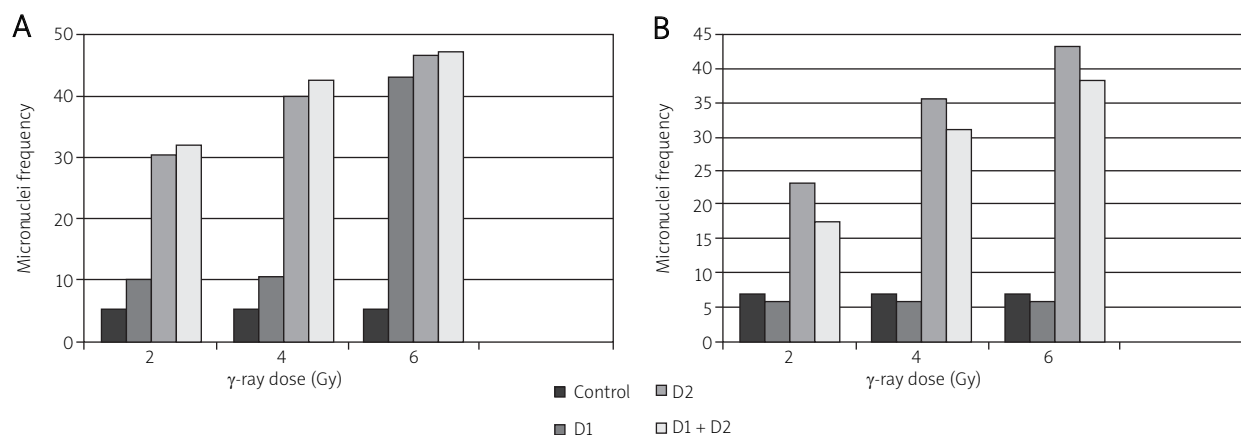 A
Micronuclei frequency
50
40
30
20
10
0
2 4 6
γ-ray dose (Gy)
B
Micronuclei frequency
45
40
35
30
25
20
15
10
5
0
2 4 6
γ-ray dose (Gy)
Control
D1
D2
D1 + D2